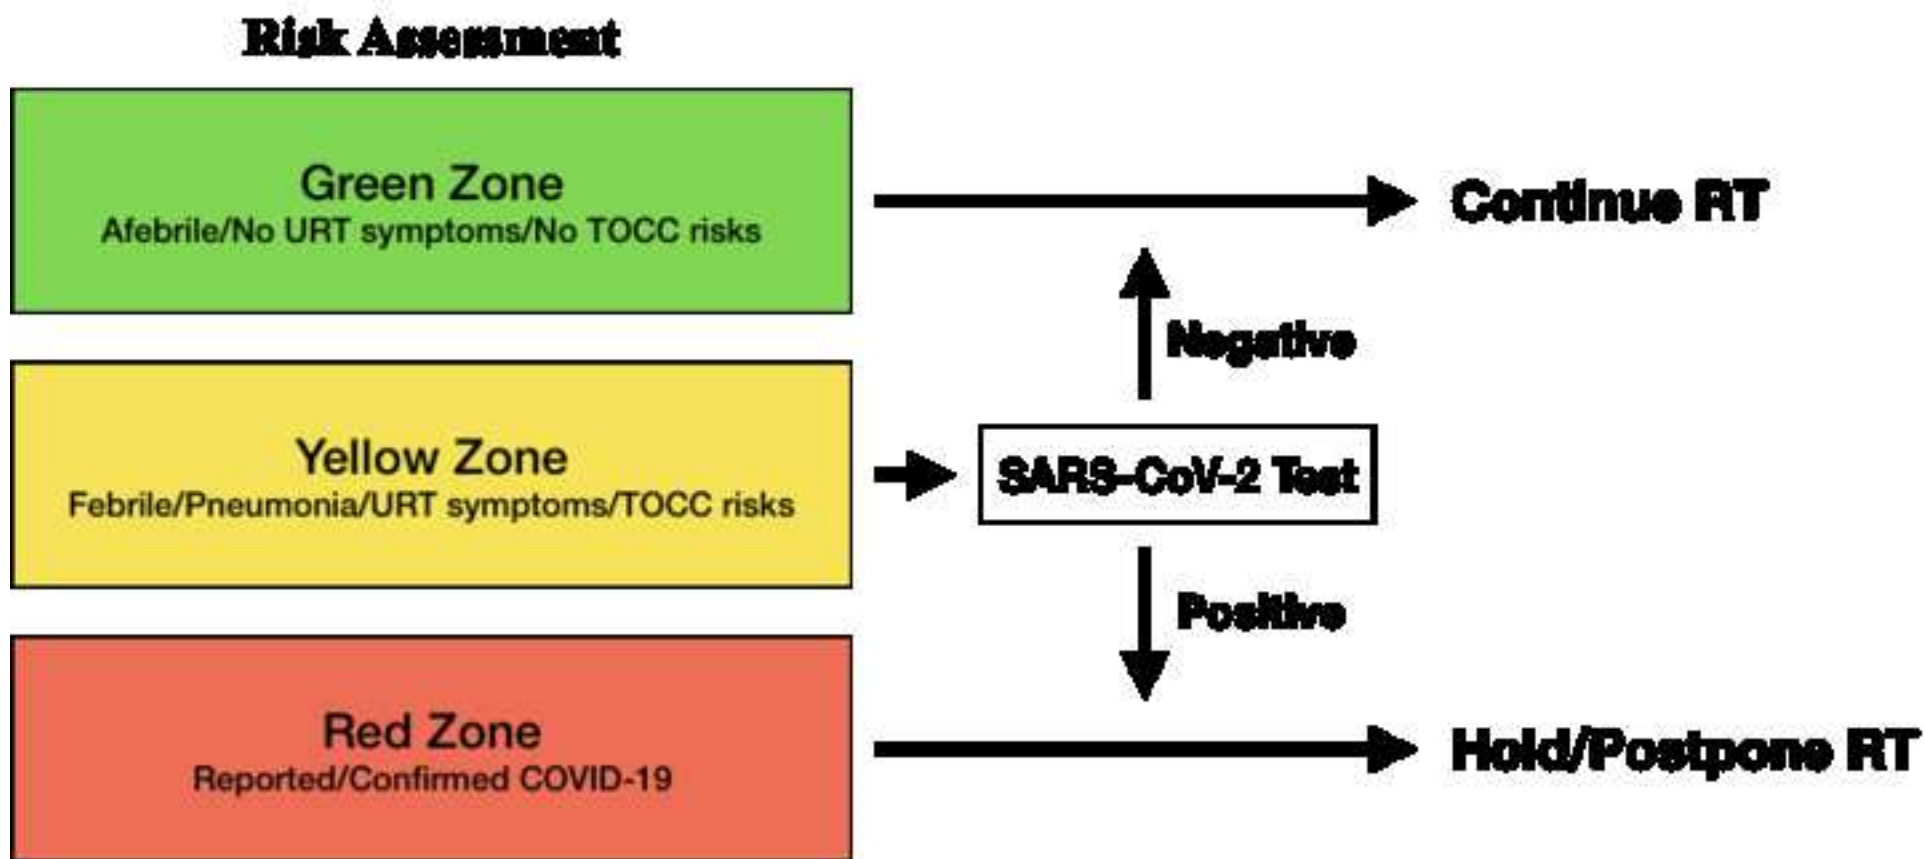 Risk Assessment
Green Zone
Afebrile/No URT symptoms/No TOCC risks
Continue RT
Negative
Yellow Zone
Febrile/Pneumonia/URT symptoms/TOCC risks
SARS-CoV-2 Test
Positive
Red Zone
Reported/Confirmed COVID-19
Hold/Postpone RT